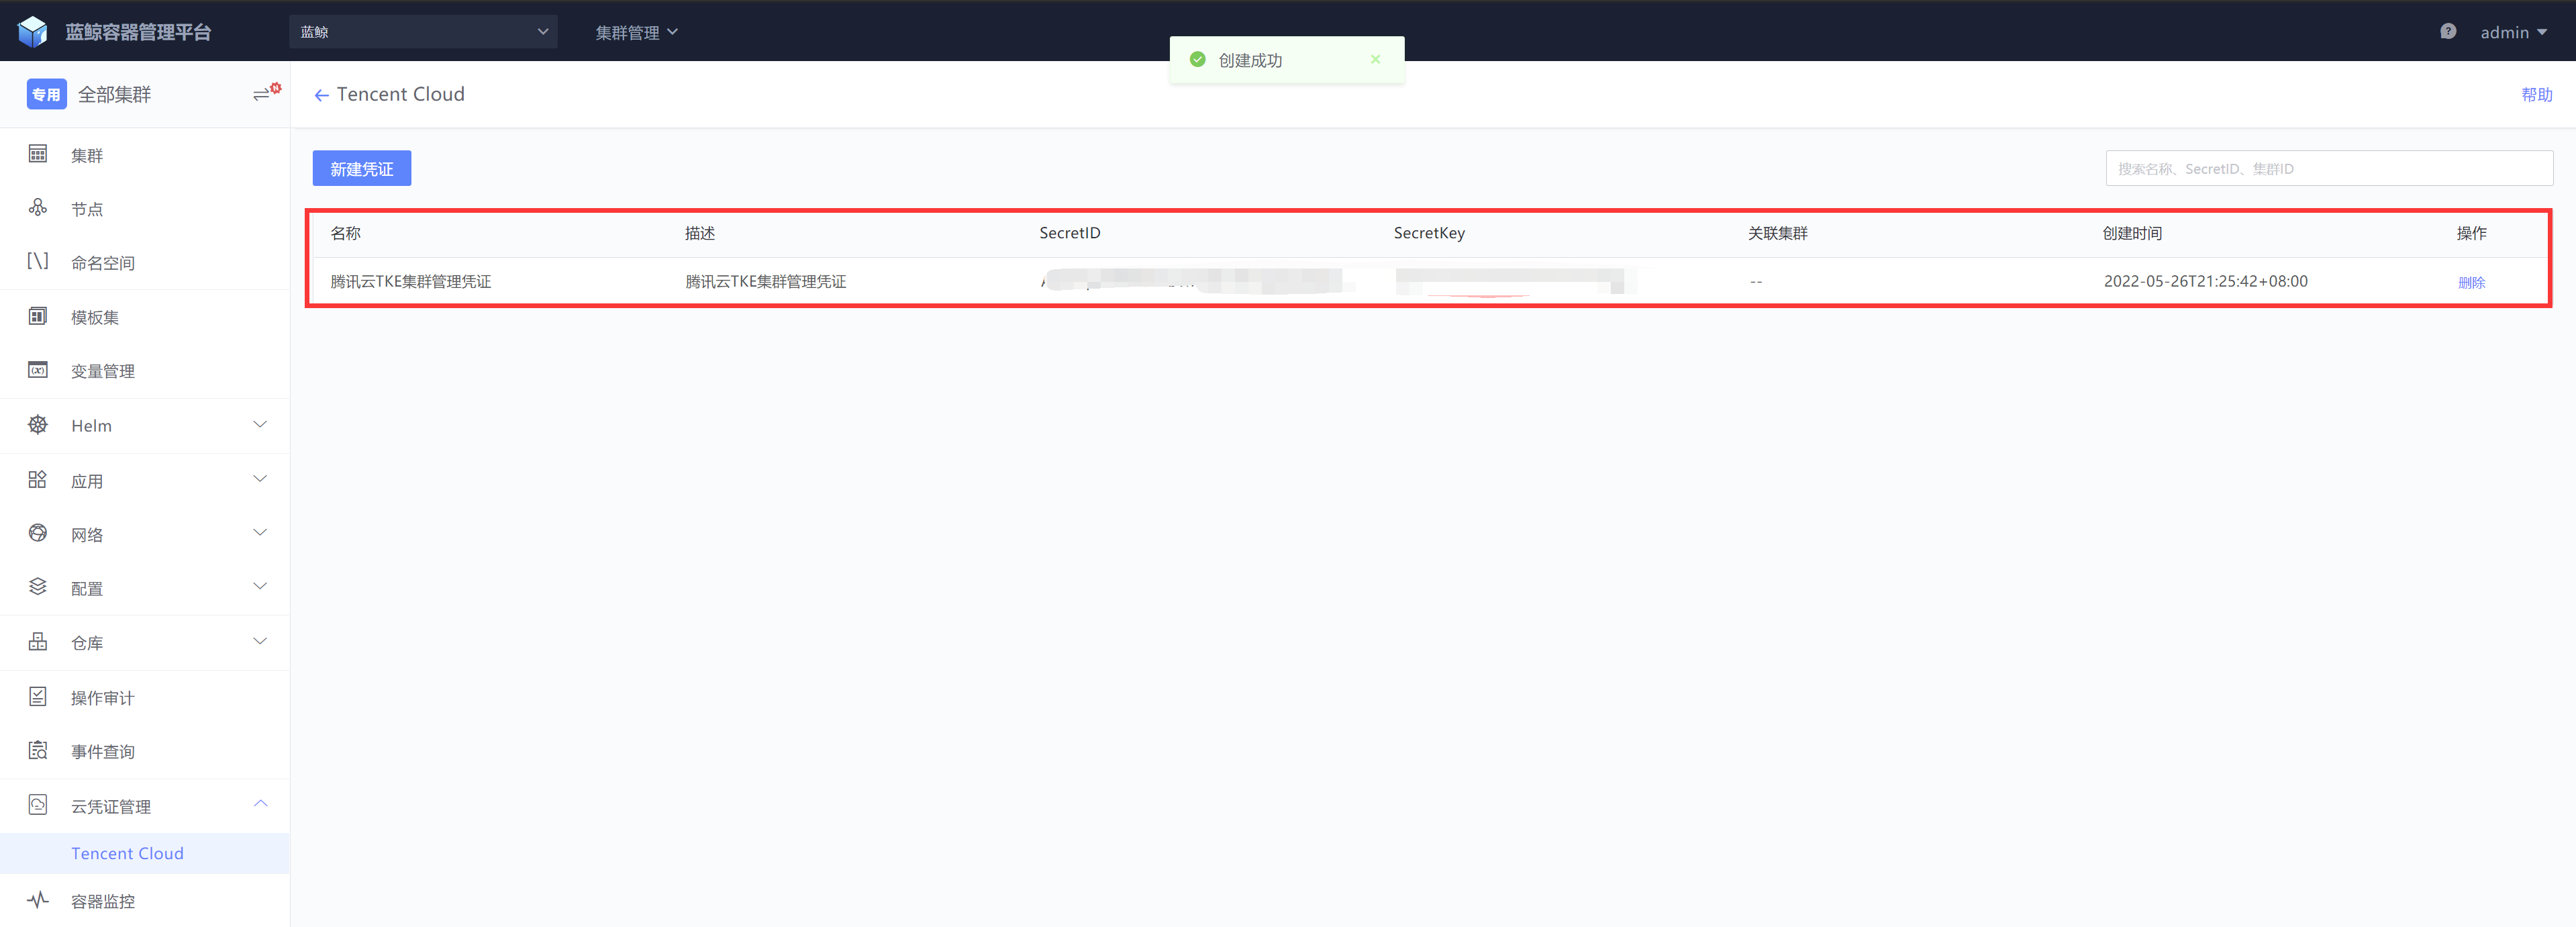 蓝鲸容器管理平台
蓝鲸
集群管理
创建成功
?
admin
专用 全部集群
N
Tencent Cloud
帮助
集群
节点
命名空间
模板集
变量管理
Helm
应用
网络
配置
仓库
操作审计
事件查询
云凭证管理
Tencent Cloud
容器监控
新建凭证
搜索名称、SecretID、集群ID
名称 描述 SecretID SecretKey 关联集群 创建时间 操作
腾讯云TKE集群管理凭证 腾讯云TKE集群管理凭证 -- 2022-05-26T21:25:42+08:00 删除